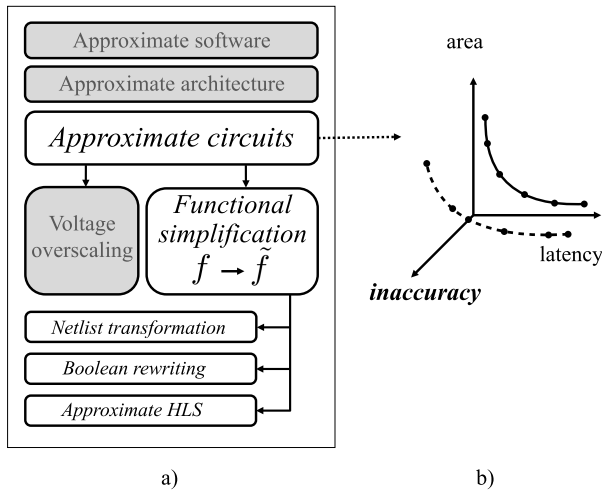 Approximate software
Approximate architecture
Approximate circuits
Voltage
overscaling
Functional
simplification
f → f̃
Netlist transformation
Boolean rewriting
Approximate HLS
a)
area
latency
inaccuracy
b)